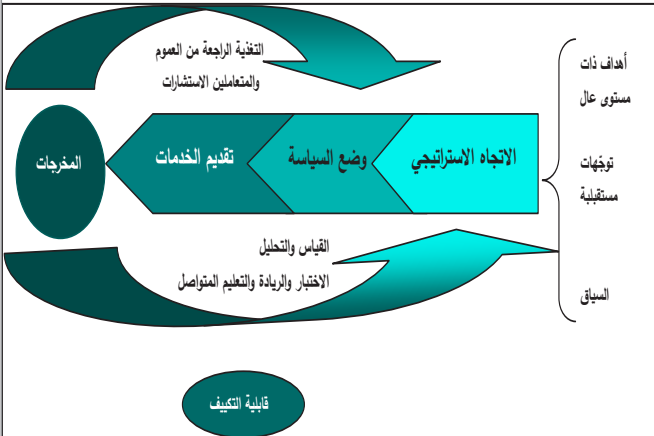 التغذية الراجعة من العموم
والمتعاملين الاستشارات
أهداف ذات
مستوى عال
توجّهات
مستقبلية
السياق
الاتجاه الاستراتيجي
وضع السياسة
تقديم الخدمات
المخرجات
القياس والتحليل
الاختبار والريادة والتعليم المتواصل
قابلية التكييف